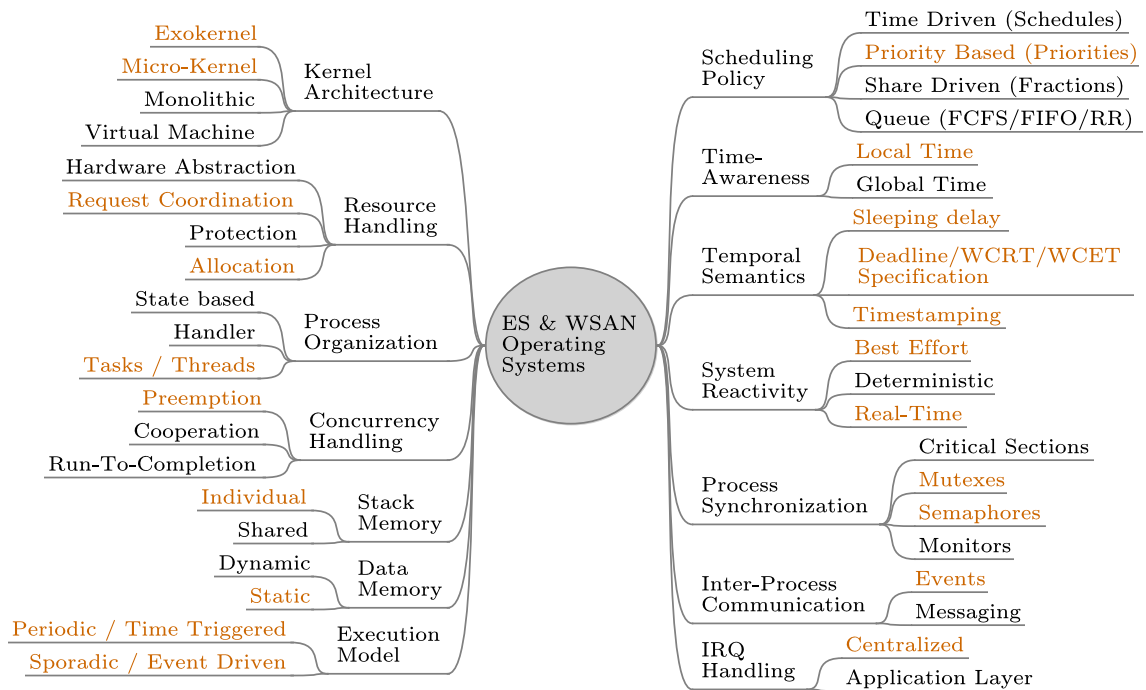 Exokernel
Micro-Kernel
Monolithic
Virtual Machine
Kernel
Architecture
Hardware Abstraction
Request Coordination
Protection
Allocation
Resource
Handling
State based
Handler
Tasks / Threads
Process
Organization
Preemption
Cooperation
Run-To-Completion
Concurrency
Handling
Individual
Shared
Stack
Memory
Dynamic
Static
Data
Memory
Periodic / Time Triggered
Sporadic / Event Driven
Execution
Model
ES & WSAN
Operating
Systems
Scheduling
Policy
Time Driven (Schedules)
Priority Based (Priorities)
Share Driven (Fractions)
Queue (FCFS/FIFO/RR)
Time-
Awareness
Local Time
Global Time
Temporal
Semantics
Sleeping delay
Deadline/WCRT/WCET
Specification
Timestamping
System
Reactivity
Best Effort
Deterministic
Real-Time
Process
Synchronization
Critical Sections
Mutexes
Semaphores
Monitors
Inter-Process
Communication
Events
Messaging
IRQ
Handling
Centralized
Application Layer